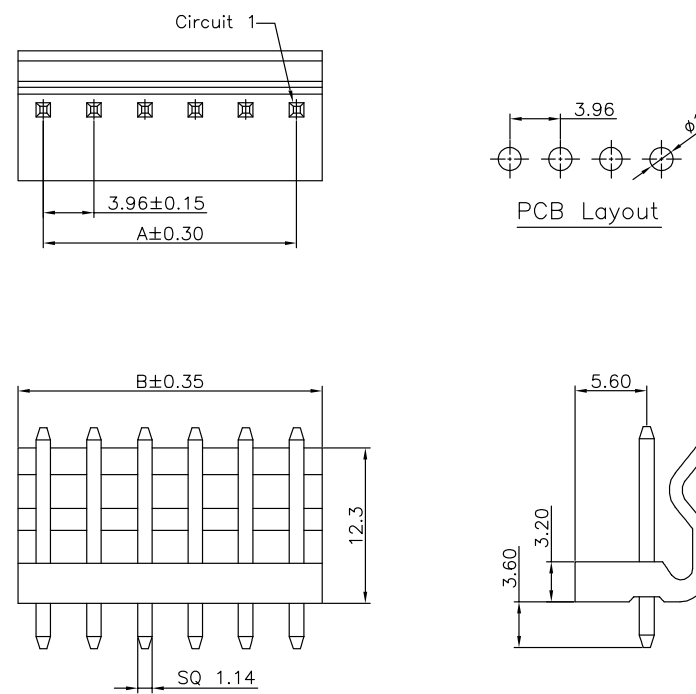 Circuit 1
3.96
3.96±0.15
A±0.30
PCB Layout
B±0.35
5.60
12.3
3.20
3.60
SQ 1.14